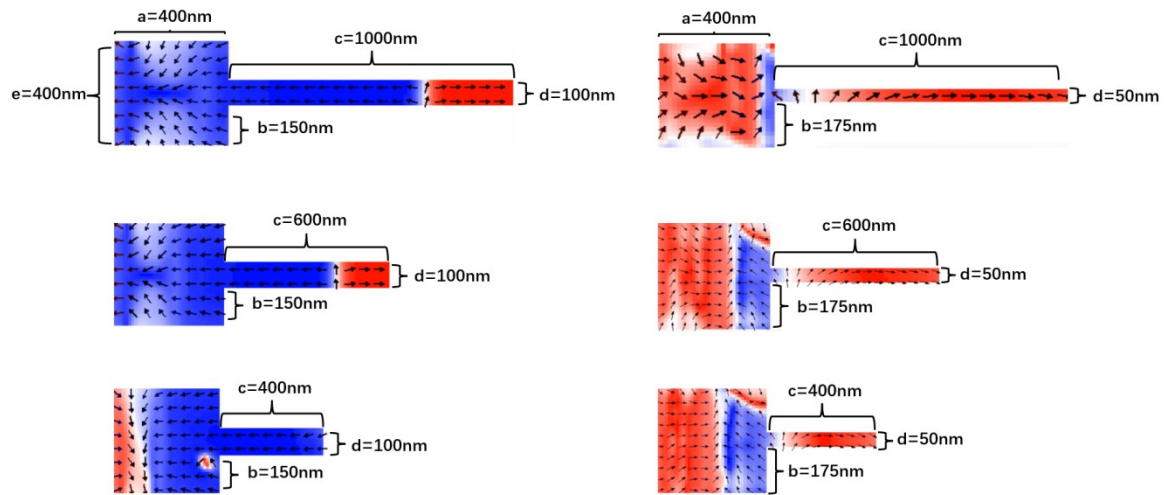 a=400nm
c=1000nm
e=400nm
d=100nm
b=150nm
a=400nm
c=1000nm
d=50nm
b=175nm
c=600nm
d=100nm
b=150nm
c=600nm
d=50nm
b=175nm
c=400nm
d=100nm
b=150nm
c=400nm
d=50nm
b=175nm